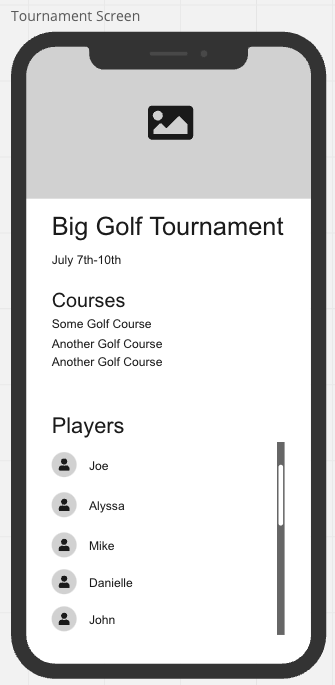 Tournament Screen
Big Golf Tournament
July 7th-10th
Courses
Some Golf Course
Another Golf Course
Another Golf Course
Players
Joe
Alyssa
Mike
Danielle
John